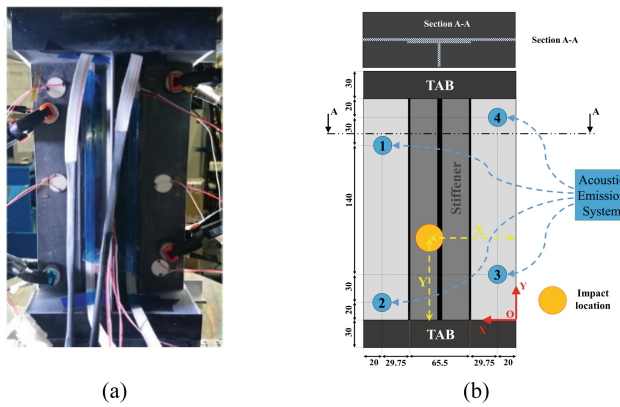 Section A-A
Section A-A
TAB
30
20
30
A
A
4
1
Acoustic
Emission
System
140
Stiffener
X
Y
3
2
30
20
30
Impact
location
Y
O
X
TAB
20
29.75
65.5
29.75
20
(a)
(b)